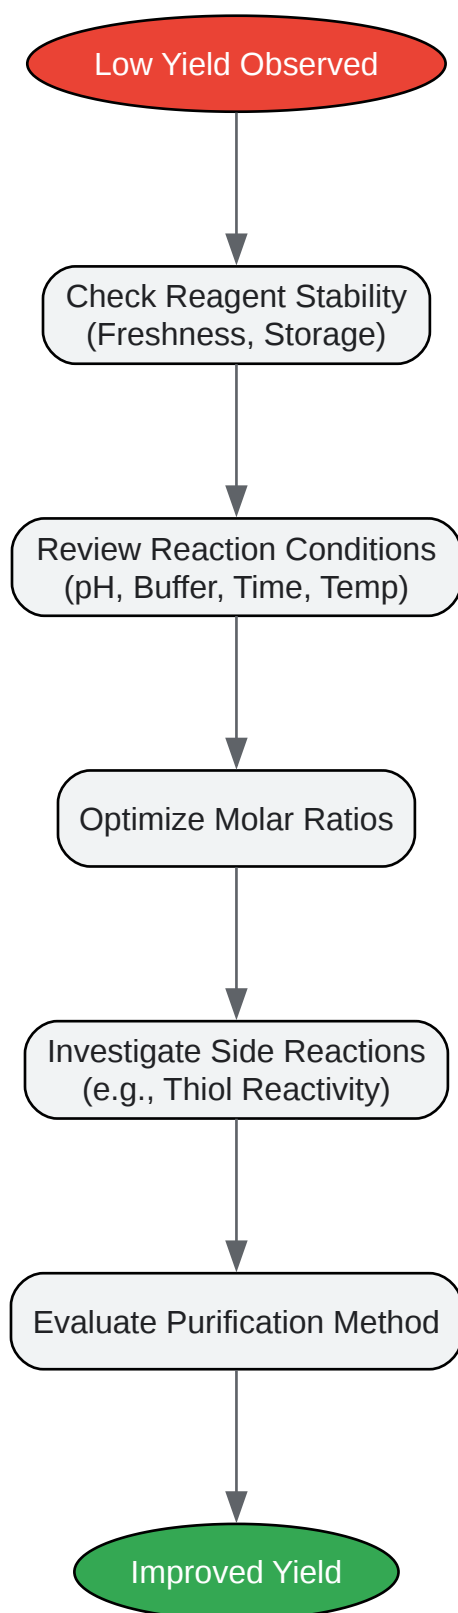 Low Yield Observed
Check Reagent Stability
(Freshness, Storage)
Review Reaction Conditions
(pH, Buffer, Time, Temp)
Optimize Molar Ratios
Investigate Side Reactions
(e.g., Thiol Reactivity)
Evaluate Purification Method
Improved Yield